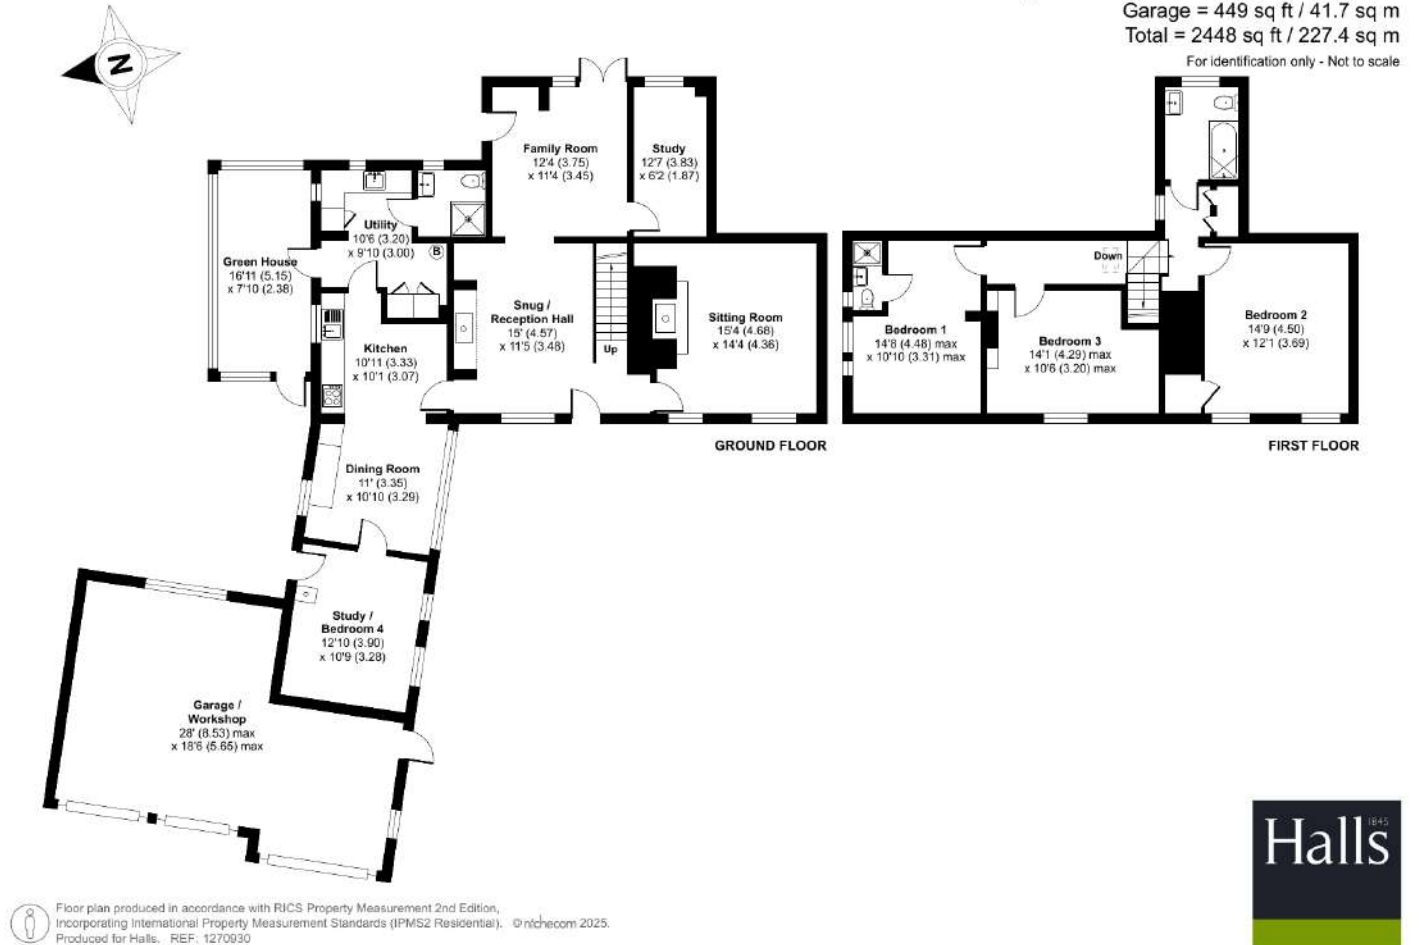 Garage = 449 sq ft / 41.7 sq m
Total = 2448 sq ft / 227.4 sq m
For identification only - Not to scale
N
Family Room
12'4 (3.75)
x 11'4 (3.45)
Study
12'7 (3.83)
x 6'2 (1.87)
Utility
10'6 (3.20)
x 9'10 (3.00)
B
Green House
16'11 (5.15)
x 7'10 (2.38)
Snug /
Reception Hall
15' (4.57)
x 11'5 (3.48)
Up
Sitting Room
15'4 (4.68)
x 14'4 (4.36)
Kitchen
10'11 (3.33)
x 10'1 (3.07)
Down
Bedroom 1
14'8 (4.48) max
x 10'10 (3.31) max
Bedroom 3
14'1 (4.29) max
x 10'6 (3.20) max
Bedroom 2
14'9 (4.50)
x 12'1 (3.69)
GROUND FLOOR
FIRST FLOOR
Dining Room
11' (3.35)
x 10'10 (3.29)
Study /
Bedroom 4
12'10 (3.90)
x 10'9 (3.28)
Garage /
Workshop
28' (8.53) max
x 18'6 (5.65) max
Halls
1845
Floor plan produced in accordance with RICS Property Measurement 2nd Edition,
Incorporating International Property Measurement Standards (IPMS2 Residential). ©nichecom 2025.
Produced for Halls. REF: 1270930